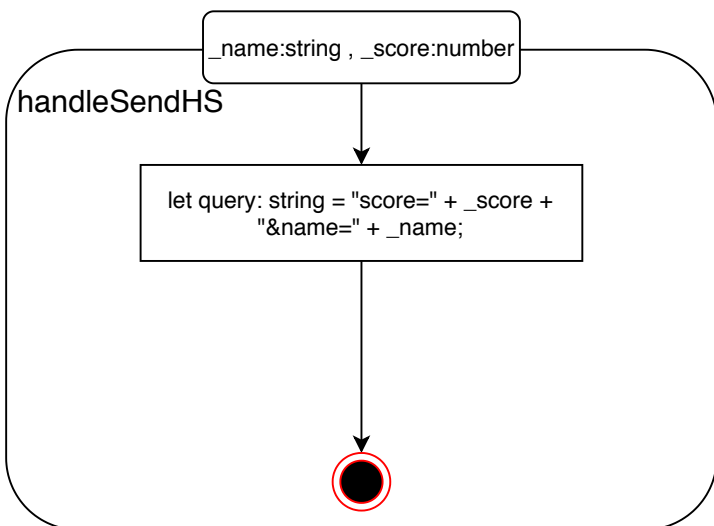 _name:string , _score:number
handleSendHS
let query: string = "score=" + _score +
"&name=" + _name;